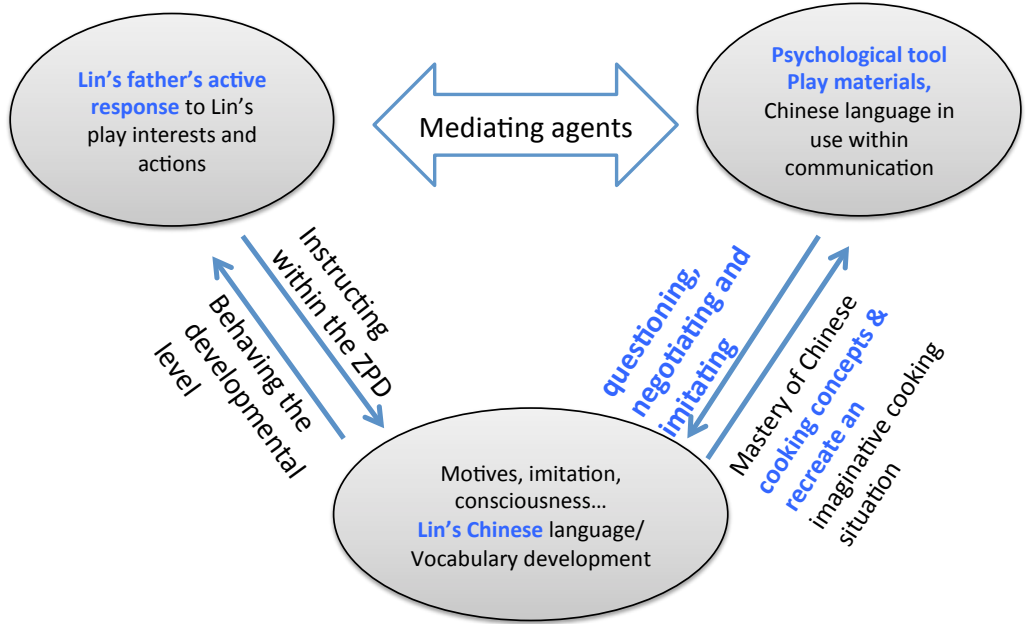 Lin's father's active
response to Lin's
play interests and
actions
Mediating agents
Psychological tool
Play materials,
Chinese language in
use within
communication
Instructing
within the ZPD
Behaving the
developmental
level
questioning,
negotiating and
imitating
Mastery of Chinese
cooking concepts &
recreate an
imaginative cooking
situation
Motives, imitation,
consciousness...
Lin's Chinese language/
Vocabulary development